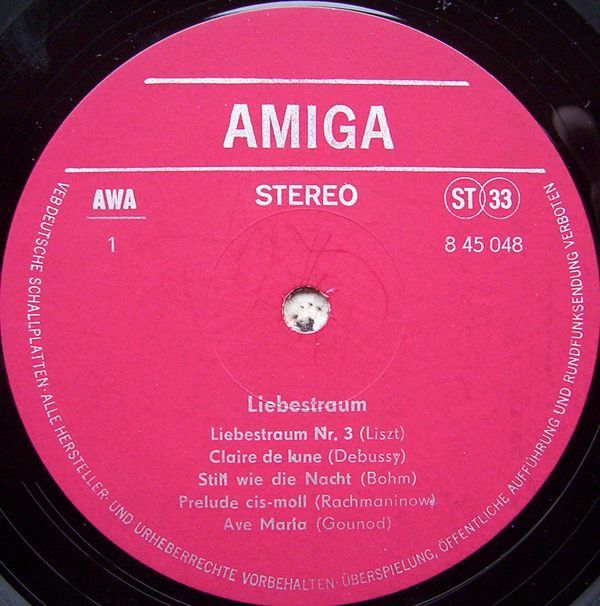 AMIGA
AWA
STEREO
ST 33
1
8 45 048
Liebestraum
Liebestraum Nr. 3 (Liszt)
Claire de lune (Debussy)
Still wie die Nacht (Bohm)
Prelude cis-moll (Rachmaninow)
Ave Maria (Gounod)
VEB DEUTSCHE SCHALLPLATTEN · ALLE HERSTELLER- UND URHEBERRECHTE VORBEHALTEN · ÜBERSPIELUNG, ÖFFENTLICHE AUFFÜHRUNG UND RUNDFUNKSENDUNG VERBOTEN